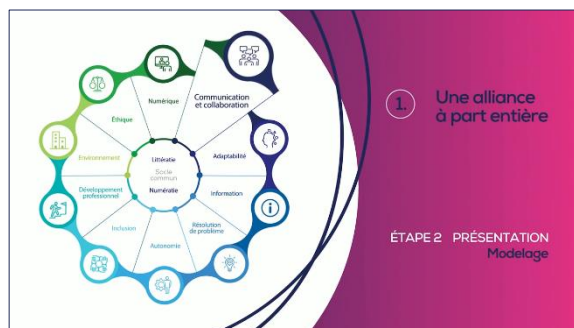 Communication
et collaboration
Adaptabilité
Information
Résolution
de problème
Autonomie
Inclusion
Développement
professionnel
Environnement
Éthique
Numérique
Littératie
Socle
commun
Numératie
1.
Une alliance
à part entière
ÉTAPE 2 PRÉSENTATION
Modelage